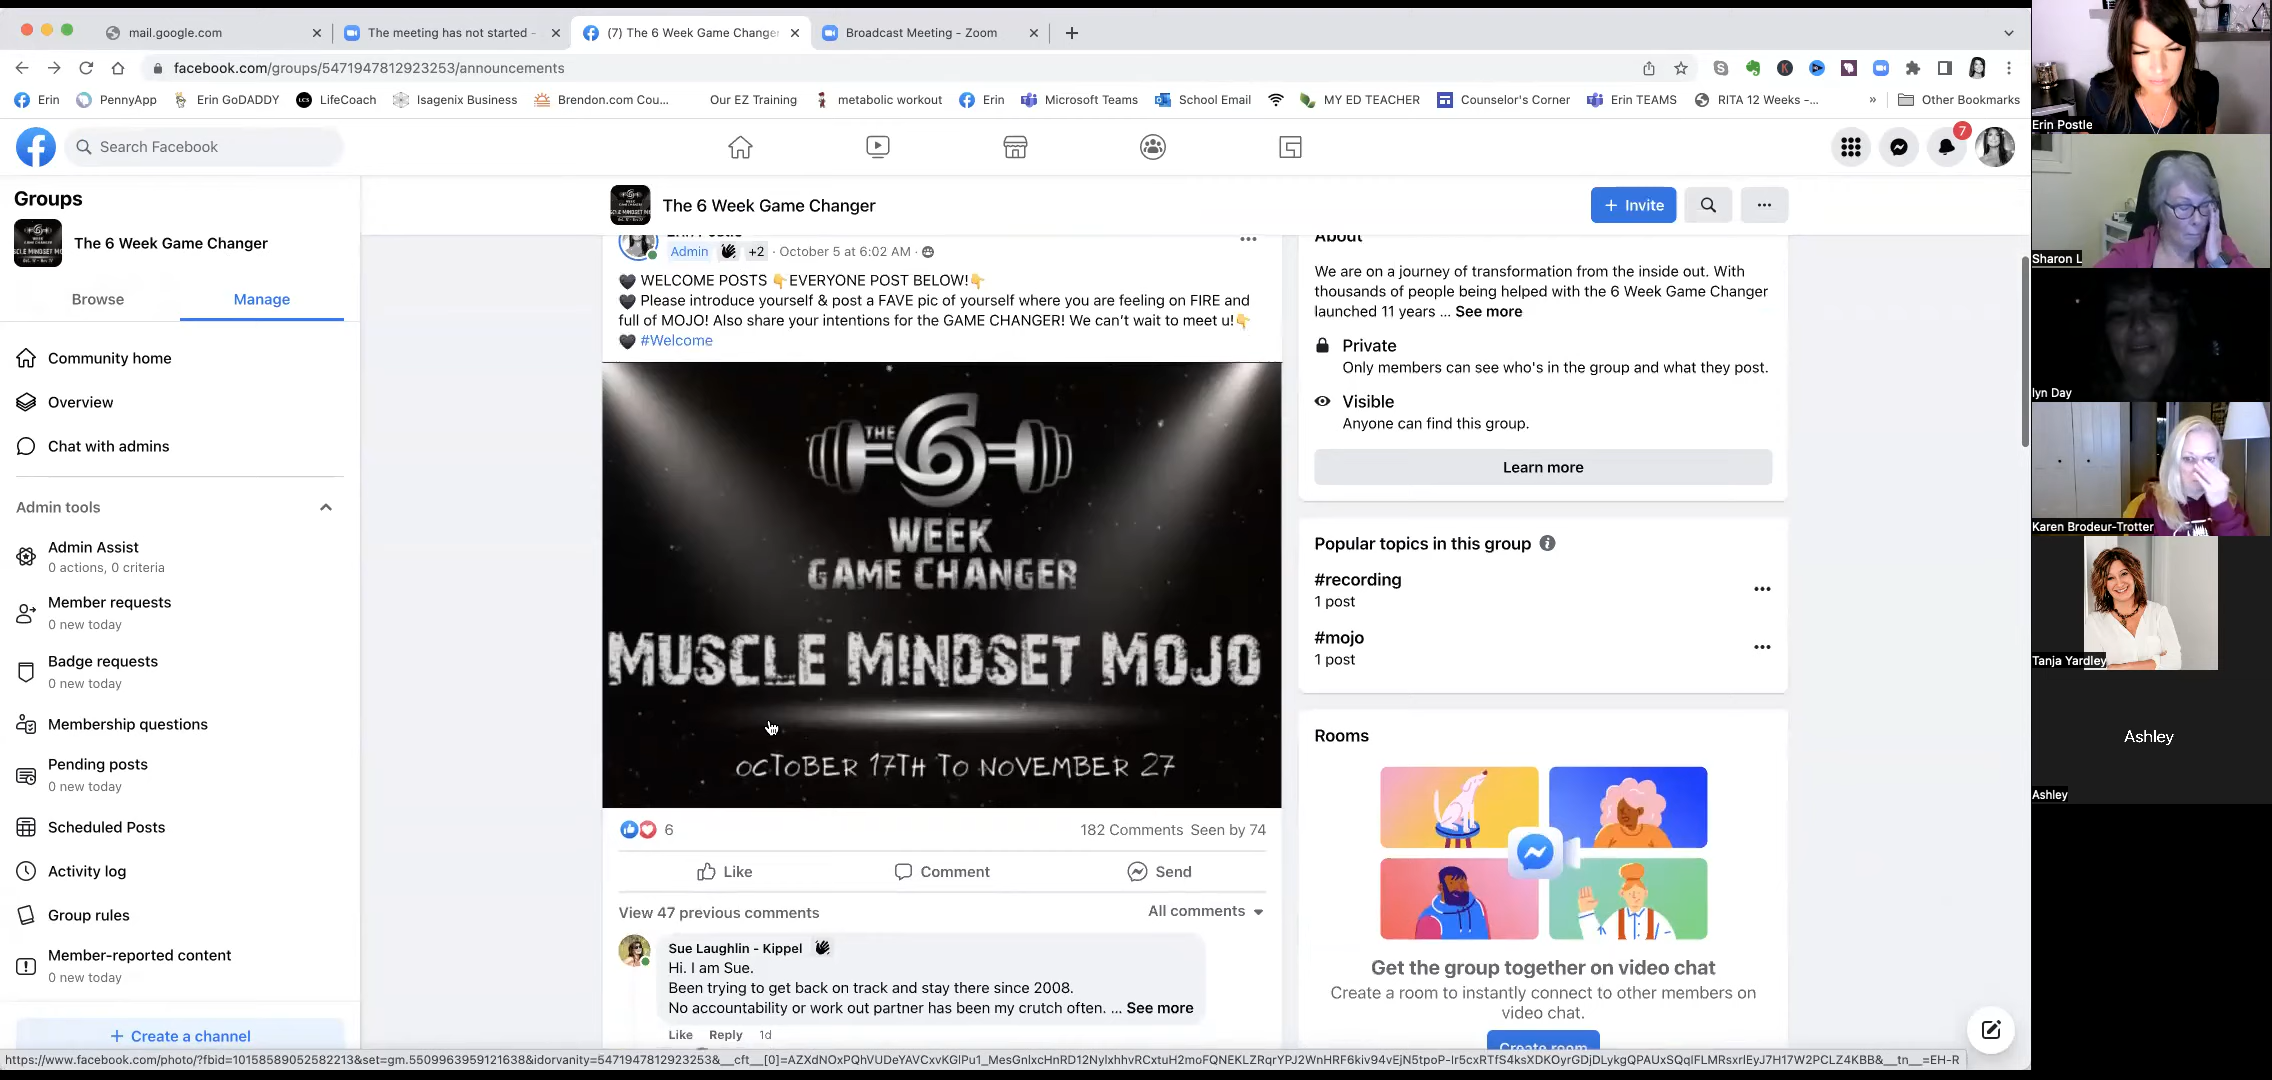 mail.google.com
The meeting has not started -
(7) The 6 Week Game Changer
Broadcast Meeting - Zoom
facebook.com/groups/5471947812923253/announcements
Erin
PennyApp
Erin GoDADDY
LifeCoach
Isagenix Business
Brendon.com Cou...
Our EZ Training
metabolic workout
Erin
Microsoft Teams
School Email
MY ED TEACHER
Counselor's Corner
Erin TEAMS
RITA 12 Weeks -...
»
Other Bookmarks
Search Facebook
7
Groups
The 6 Week Game Changer
Browse
Manage
Community home
Overview
Chat with admins
Admin tools
Admin Assist
0 actions, 0 criteria
Member requests
0 new today
Badge requests
0 new today
Membership questions
Pending posts
0 new today
Scheduled Posts
Activity log
Group rules
Member-reported content
0 new today
+ Create a channel
The 6 Week Game Changer
+ Invite
Admin +2 · October 5 at 6:02 AM ·
🖤 WELCOME POSTS 👇EVERYONE POST BELOW!👇
🖤 Please introduce yourself & post a FAVE pic of yourself where you are feeling on FIRE and
full of MOJO! Also share your intentions for the GAME CHANGER! We can't wait to meet u!👇
🖤 #Welcome
THE 6
WEEK
GAME CHANGER
MUSCLE MINDSET MOJO
OCTOBER 17TH TO NOVEMBER 27
6
182 Comments Seen by 74
Like
Comment
Send
View 47 previous comments
All comments
Sue Laughlin - Kippel
Hi. I am Sue.
Been trying to get back on track and stay there since 2008.
No accountability or work out partner has been my crutch often. ... See more
Like Reply 1d
About
We are on a journey of transformation from the inside out. With
thousands of people being helped with the 6 Week Game Changer
launched 11 years ... See more
Private
Only members can see who's in the group and what they post.
Visible
Anyone can find this group.
Learn more
Popular topics in this group
#recording
1 post
#mojo
1 post
Rooms
Get the group together on video chat
Create a room to instantly connect to other members on
video chat.
Create room
Erin Postle
Sharon L
lyn Day
Karen Brodeur-Trotter
Tanja Yardley
Ashley
Ashley